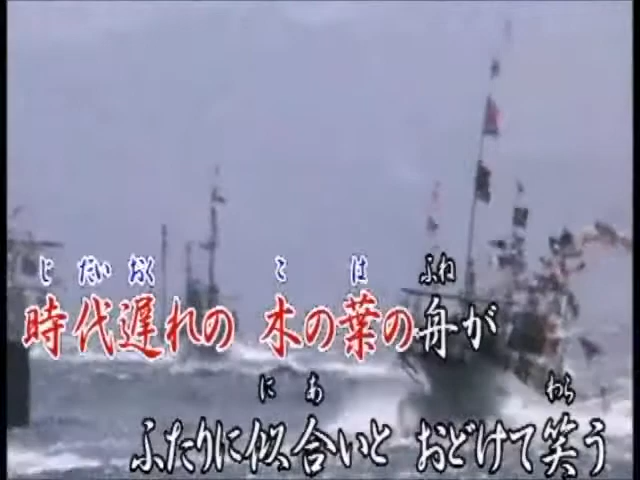 じ だい おく こ は ふね
時代遅れの 木の葉の舟が
に あ わら
ふたりに似合いと おどけて笑う